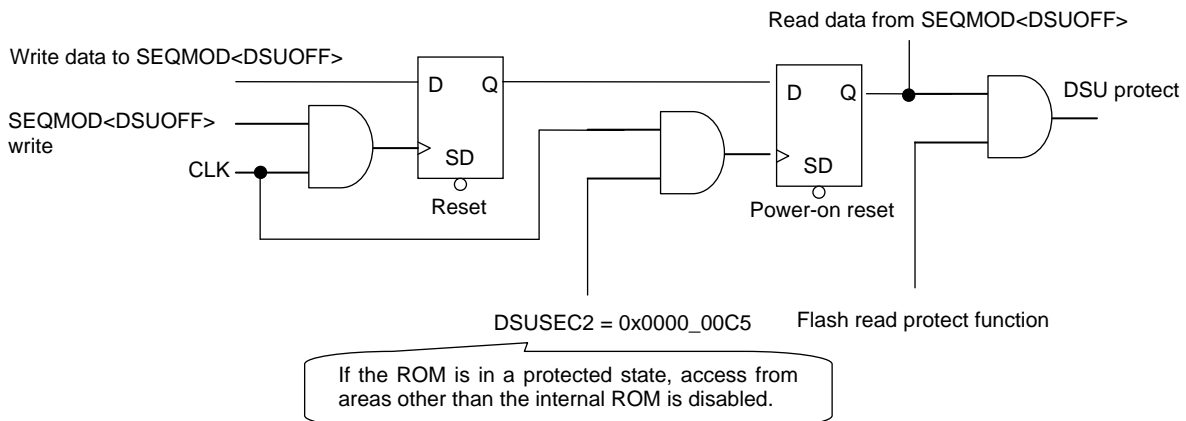 Read data from SEQMOD<DSUOFF>
Write data to SEQMOD<DSUOFF>
D
Q
D
Q
DSU protect
SEQMOD<DSUOFF>
write
SD
SD
CLK
Reset
Power-on reset
DSUSEC2 = 0x0000_00C5
Flash read protect function
If the ROM is in a protected state, access from
areas other than the internal ROM is disabled.